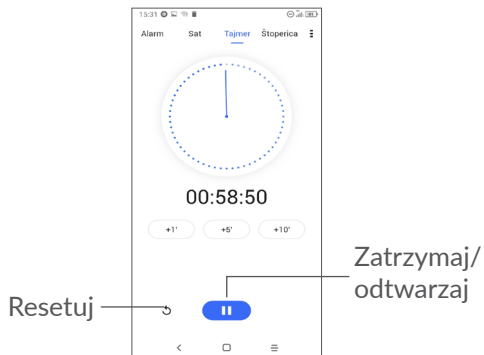 15:31
Alarm Sat Tajmer Štoperica
00:58:50
+1' +5' +10'
Zatrzymaj/
odtwarzaj
Resetuj